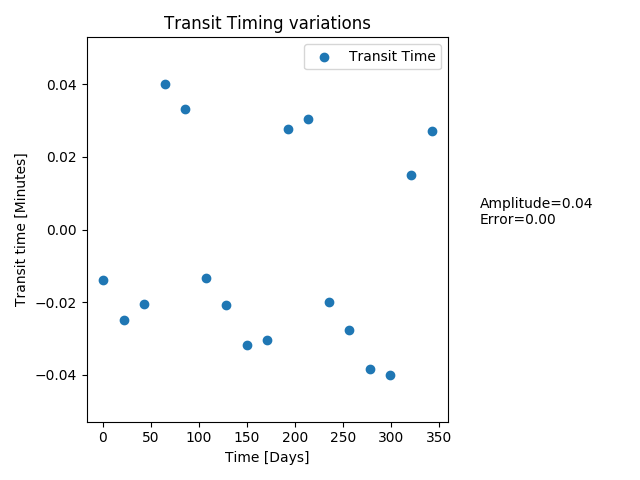 Transit Timing variations
Transit Time
0.04
0.02
0.00
−0.02
−0.04
Transit time [Minutes]
0 50 100 150 200 250 300 350
Time [Days]
Amplitude=0.04
Error=0.00